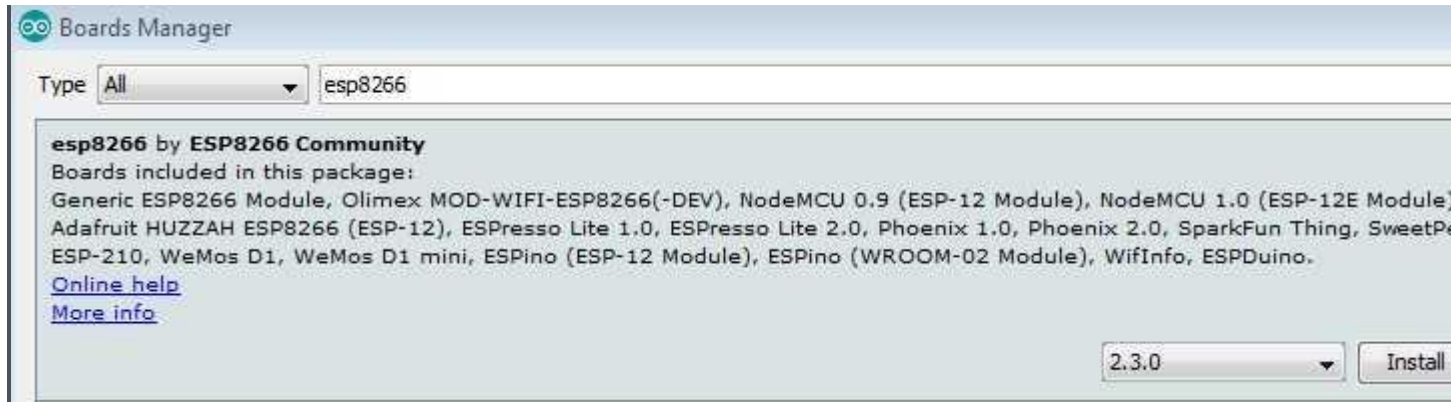 Boards Manager
Type All esp8266
esp8266 by ESP8266 Community
Boards included in this package:
Generic ESP8266 Module, Olimex MOD-WIFI-ESP8266(-DEV), NodeMCU 0.9 (ESP-12 Module), NodeMCU 1.0 (ESP-12E Module)
Adafruit HUZZAH ESP8266 (ESP-12), ESPresso Lite 1.0, ESPresso Lite 2.0, Phoenix 1.0, Phoenix 2.0, SparkFun Thing, SweetPe
ESP-210, WeMos D1, WeMos D1 mini, ESPino (ESP-12 Module), ESPino (WROOM-02 Module), WifInfo, ESPDuino.
Online help
More info
2.3.0 Install